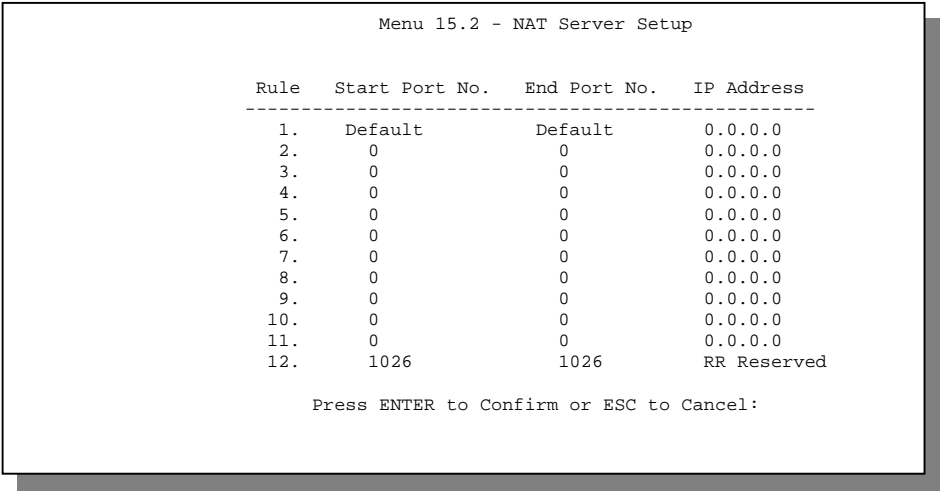 Menu 15.2 - NAT Server Setup
Rule Start Port No. End Port No. IP Address
---------------------------------------------------
1. Default Default 0.0.0.0
2. 0 0 0.0.0.0
3. 0 0 0.0.0.0
4. 0 0 0.0.0.0
5. 0 0 0.0.0.0
6. 0 0 0.0.0.0
7. 0 0 0.0.0.0
8. 0 0 0.0.0.0
9. 0 0 0.0.0.0
10. 0 0 0.0.0.0
11. 0 0 0.0.0.0
12. 1026 1026 RR Reserved
Press ENTER to Confirm or ESC to Cancel: